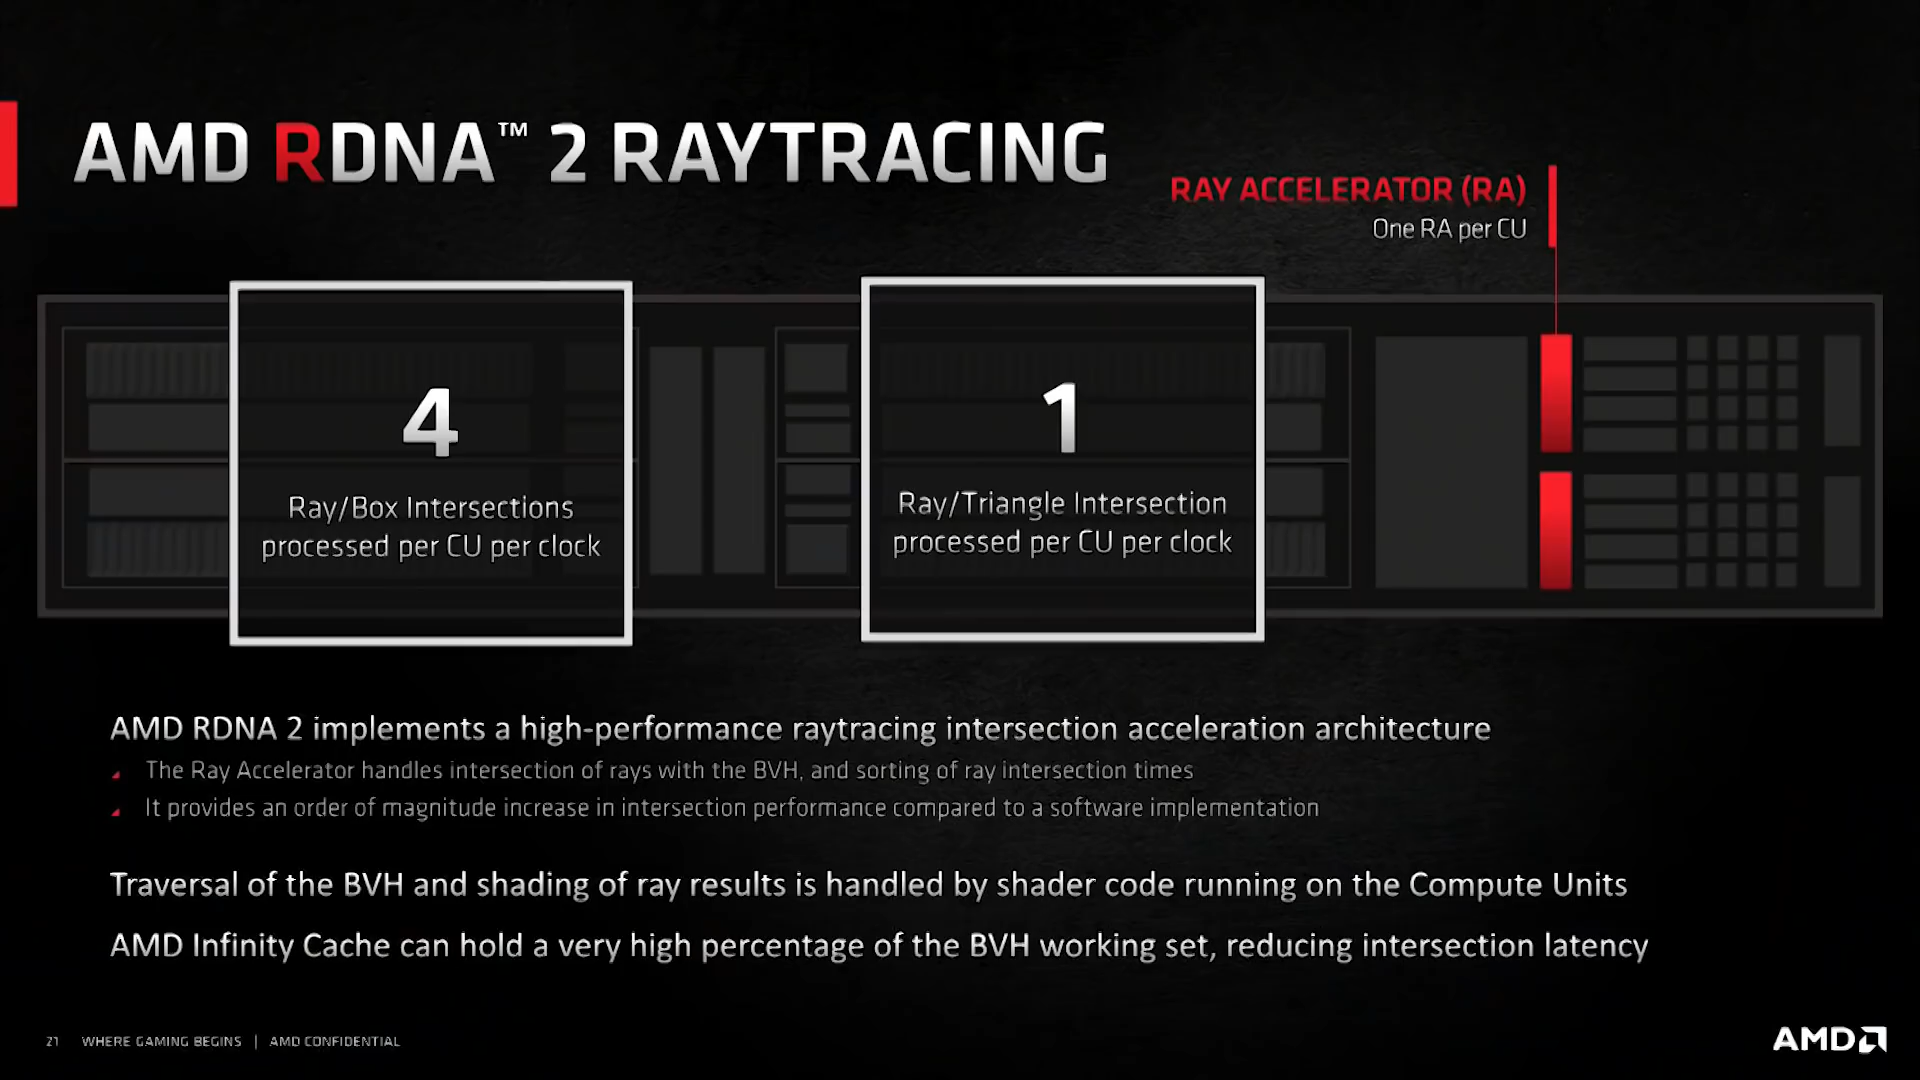 AMD RDNA™ 2 RAYTRACING
RAY ACCELERATOR (RA)
One RA per CU
4
Ray/Box Intersections
processed per CU per clock
1
Ray/Triangle Intersection
processed per CU per clock
AMD RDNA 2 implements a high-performance raytracing intersection acceleration architecture
The Ray Accelerator handles intersection of rays with the BVH, and sorting of ray intersection times
It provides an order of magnitude increase in intersection performance compared to a software implementation
Traversal of the BVH and shading of ray results is handled by shader code running on the Compute Units
AMD Infinity Cache can hold a very high percentage of the BVH working set, reducing intersection latency
21 WHERE GAMING BEGINS | AMD CONFIDENTIAL
AMD